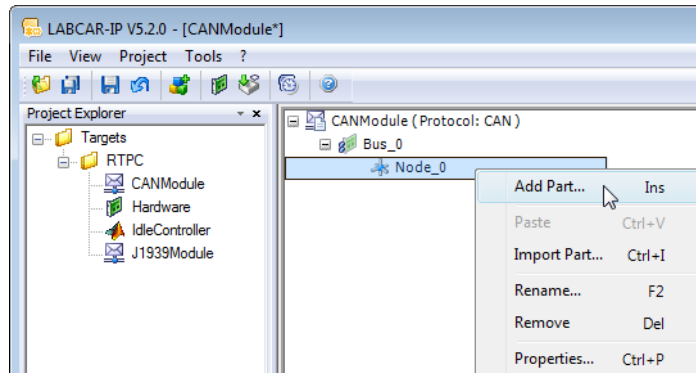 LABCAR-IP V5.2.0 - [CANModule*]
File View Project Tools ?
Project Explorer
Targets
RTPC
CANModule
Hardware
IdleController
J1939Module
CANModule (Protocol: CAN)
Bus_0
Node_0
Add Part... Ins
Paste Ctrl+V
Import Part... Ctrl+I
Rename... F2
Remove Del
Properties... Ctrl+P